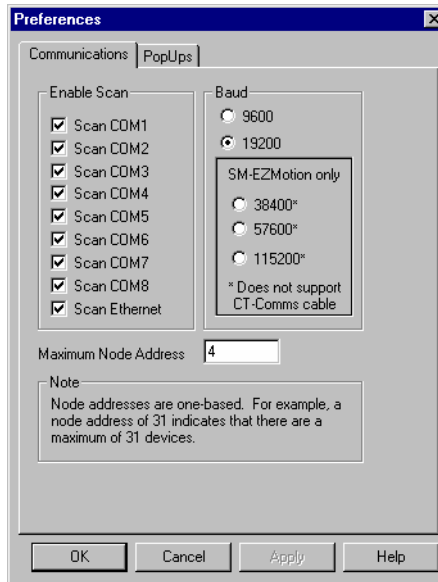 Preferences
Communications PopUps
Enable Scan
Scan COM1
Scan COM2
Scan COM3
Scan COM4
Scan COM5
Scan COM6
Scan COM7
Scan COM8
Scan Ethernet
Baud
9600
19200
SM-EZMotion only
38400*
57600*
115200*
* Does not support
CT-Comms cable
Maximum Node Address 4
Note
Node addresses are one-based. For example, a
node address of 31 indicates that there are a
maximum of 31 devices.
OK Cancel Apply Help